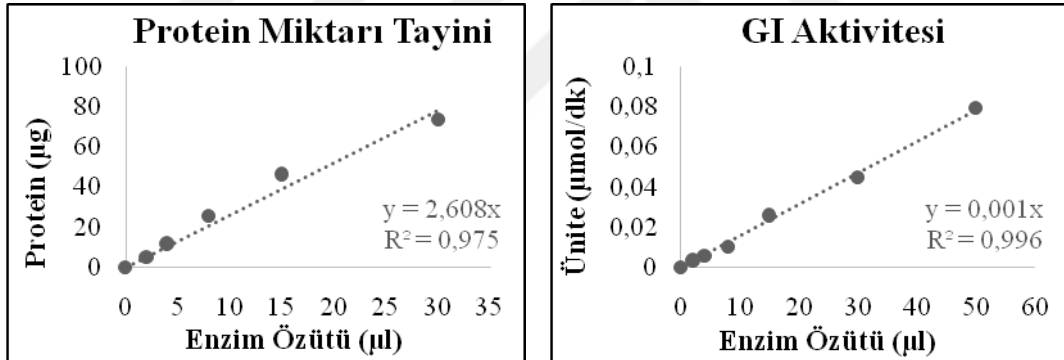 Protein Miktarı Tayini
100
80
60
40
20
0
Protein (µg)
y = 2,608x
R² = 0,975
0 5 10 15 20 25 30 35
Enzim Özütü (µl)
GI Aktivitesi
0,1
0,08
0,06
0,04
0,02
0
Ünite (µmol/dk)
y = 0,001x
R² = 0,996
0 10 20 30 40 50 60
Enzim Özütü (µl)